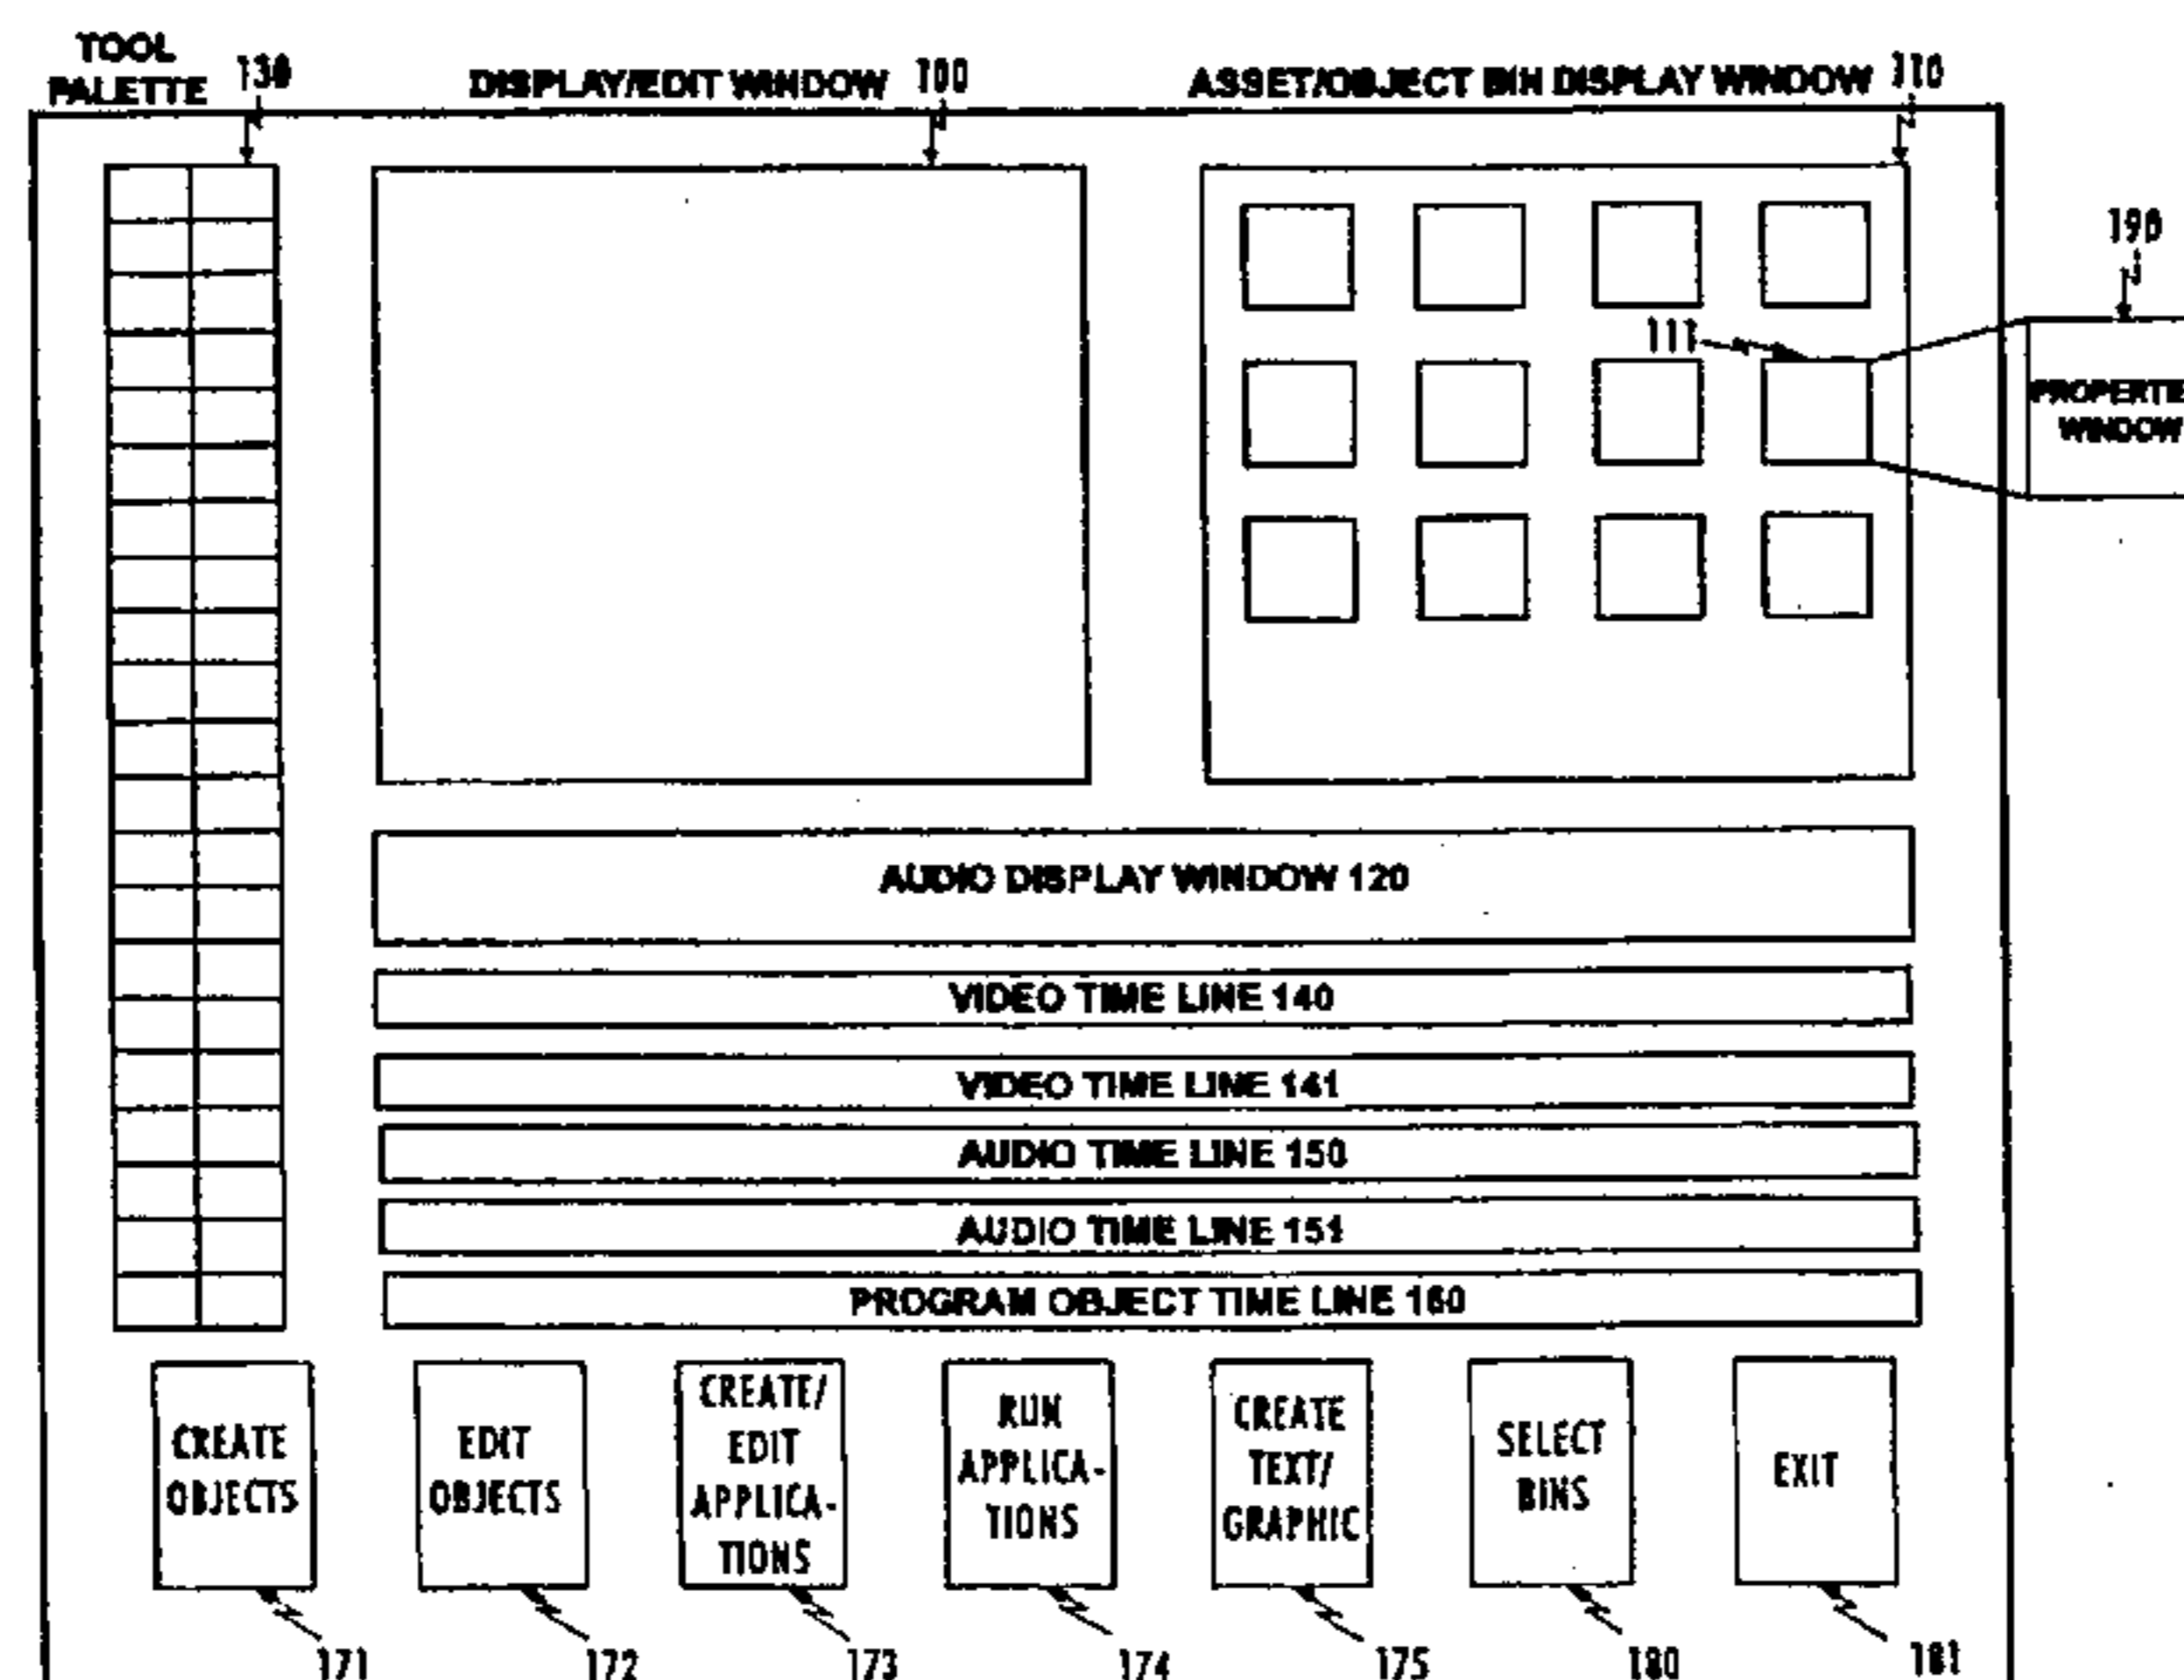 TOOL
PALETTE
130
DISPLAY/EDIT WINDOW 100
ASSET/OBJECT BIN DISPLAY WINDOW 110
190
111
PROPERTIE
WINDOW
AUDIO DISPLAY WINDOW 120
VIDEO TIME LINE 140
VIDEO TIME LINE 141
AUDIO TIME LINE 150
AUDIO TIME LINE 151
PROGRAM OBJECT TIME LINE 160
CREATE
OBJECTS
EDIT
OBJECTS
CREATE/
EDIT
APPLICA-
TIONS
RUN
APPLICA-
TIONS
CREATE
TEXT/
GRAPHIC
SELECT
BINS
EXIT
171
172
173
174
175
180
181